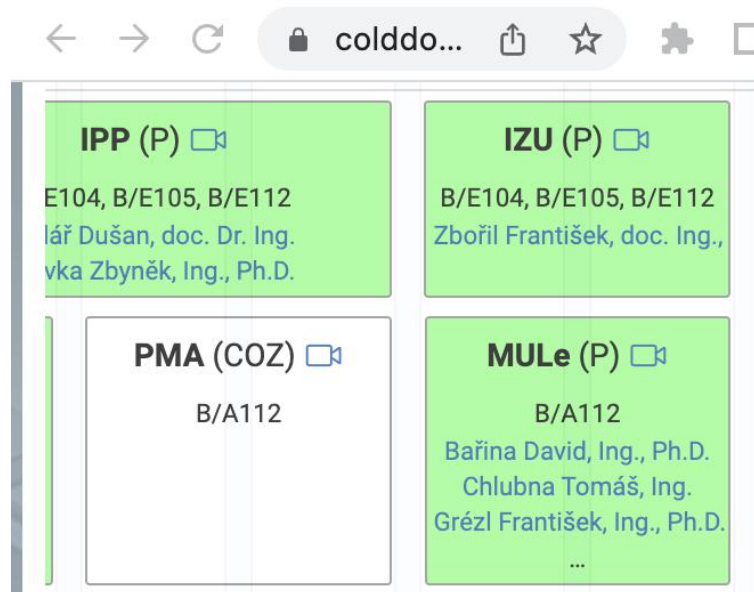 colddo...
IPP (P)
E104, B/E105, B/E112
lář Dušan, doc. Dr. Ing.
vka Zbyněk, Ing., Ph.D.
IZU (P)
B/E104, B/E105, B/E112
Zbořil František, doc. Ing.,
PMA (COZ)
B/A112
MULe (P)
B/A112
Bařina David, Ing., Ph.D.
Chlubna Tomáš, Ing.
Grézl František, Ing., Ph.D.
...